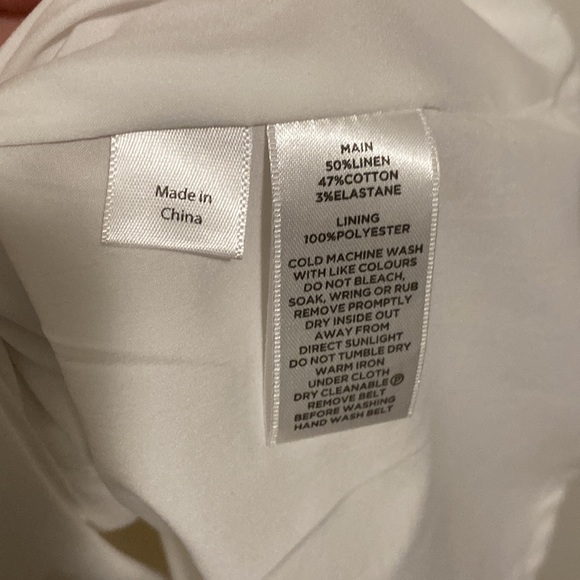 Made in
China
MAIN
50%LINEN
47%COTTON
3%ELASTANE
LINING
100%POLYESTER
COLD MACHINE WASH
WITH LIKE COLOURS
DO NOT BLEACH,
SOAK, WRING OR RUB
REMOVE PROMPTLY
DRY INSIDE OUT
AWAY FROM
DIRECT SUNLIGHT
DO NOT TUMBLE DRY
WARM IRON
UNDER CLOTH
DRY CLEANABLE Ⓟ
REMOVE BELT
BEFORE WASHING
HAND WASH BELT